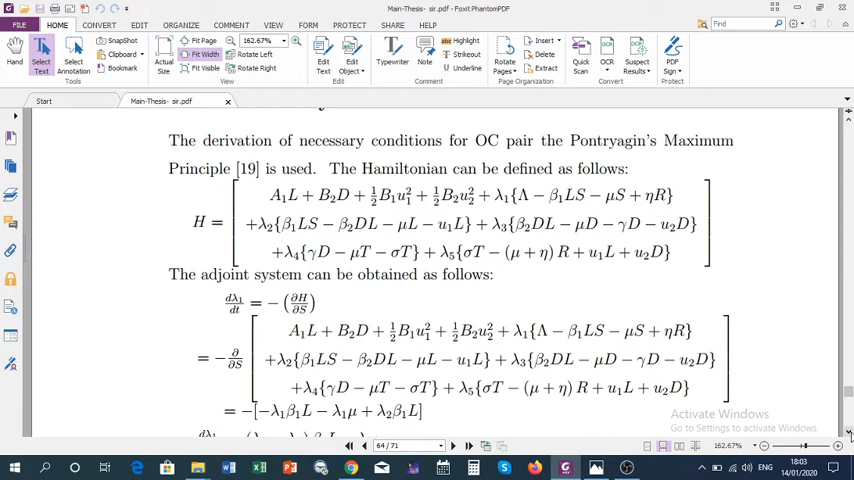 Main-Thesis- sir.pdf - Foxit PhantomPDF
FILE HOME CONVERT EDIT ORGANIZE COMMENT VIEW FORM PROTECT SHARE HELP Find
Hand
Select Text
Select Annotation
SnapShot
Clipboard
Bookmark
Tools
Actual Size
Fit Page
Fit Width
Fit Visible
162.67%
Rotate Left
Rotate Right
View
Edit Text
Edit Object
Edit
Typewriter
Note
Highlight
Strikeout
Underline
Comment
Rotate Pages
Insert
Delete
Extract
Page Organization
Quick Scan
OCR
Suspect Results
Convert
PDF Sign
Protect
Start Main-Thesis- sir.pdf
The derivation of necessary conditions for OC pair the Pontryagin's Maximum
Principle [19] is used. The Hamiltonian can be defined as follows:
A₁L + B₂D + ½B₁u₁² + ½B₂u₂² + λ₁{Λ − β₁LS − μS + ηR}
H = +λ₂{β₁LS − β₂DL − μL − u₁L} + λ₃{β₂DL − μD − γD − u₂D}
+λ₄{γD − μT − σT} + λ₅{σT − (μ + η) R + u₁L + u₂D}
The adjoint system can be obtained as follows:
dλ₁/dt = − (∂H/∂S)
A₁L + B₂D + ½B₁u₁² + ½B₂u₂² + λ₁{Λ − β₁LS − μS + ηR}
= −∂/∂S +λ₂{β₁LS − β₂DL − μL − u₁L} + λ₃{β₂DL − μD − γD − u₂D}
+λ₄{γD − μT − σT} + λ₅{σT − (μ + η) R + u₁L + u₂D}
= −[−λ₁β₁L − λ₁μ + λ₂β₁L]
Activate Windows
Go to Settings to activate Windows.
64 / 71
162.67%
ENG
18:03
14/01/2020